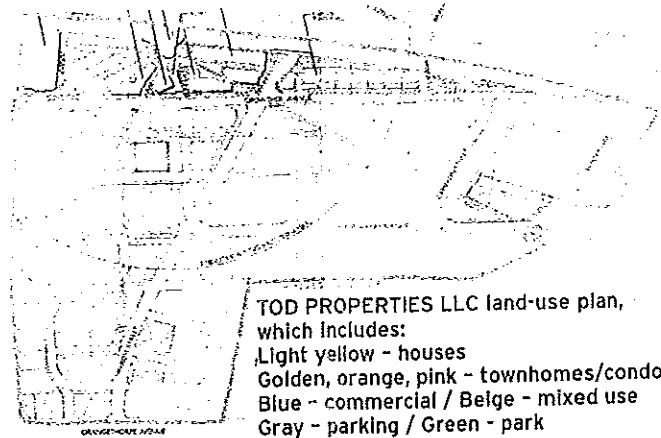 TOD PROPERTIES LLC land-use plan,
which includes:
Light yellow - houses
Golden, orange, pink - townhomes/condo
Blue - commercial / Beige - mixed use
Gray - parking / Green - park